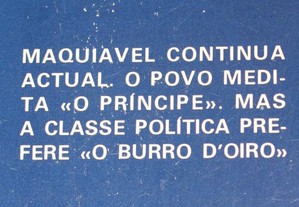 MAQUIAVEL CONTINUA
ACTUAL. O POVO MEDI-
TA «O PRÍNCIPE». MAS
A CLASSE POLÍTICA PRE-
FERE «O BURRO D'OIRO»